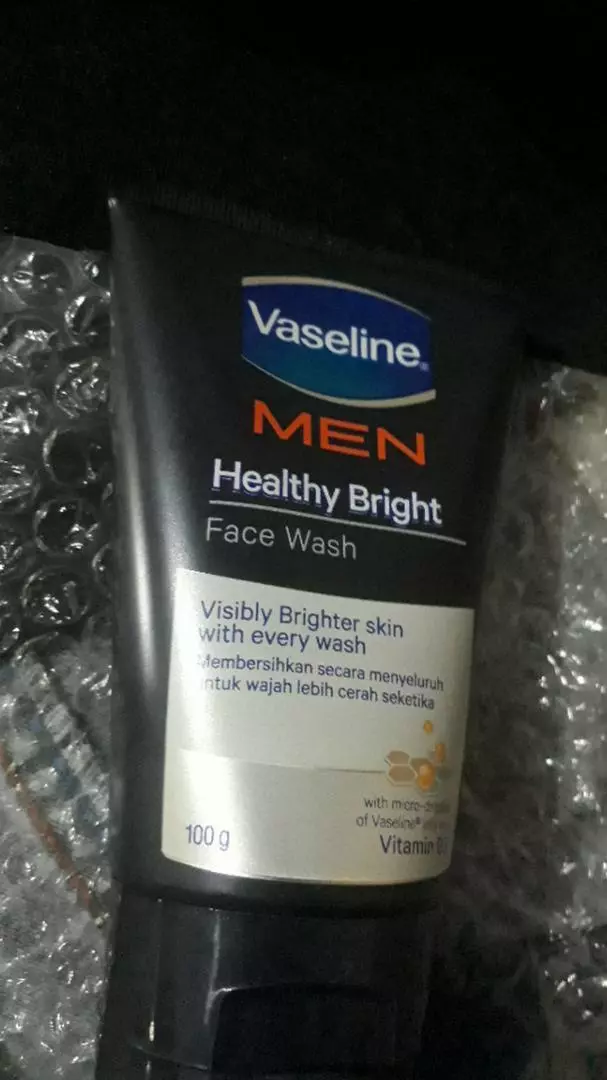 Vaseline
MEN
Healthy Bright
Face Wash
Visibly Brighter skin
with every wash
Membersihkan secara menyeluruh
untuk wajah lebih cerah seketika
with
of Vaseline®
Vitamin
100 g